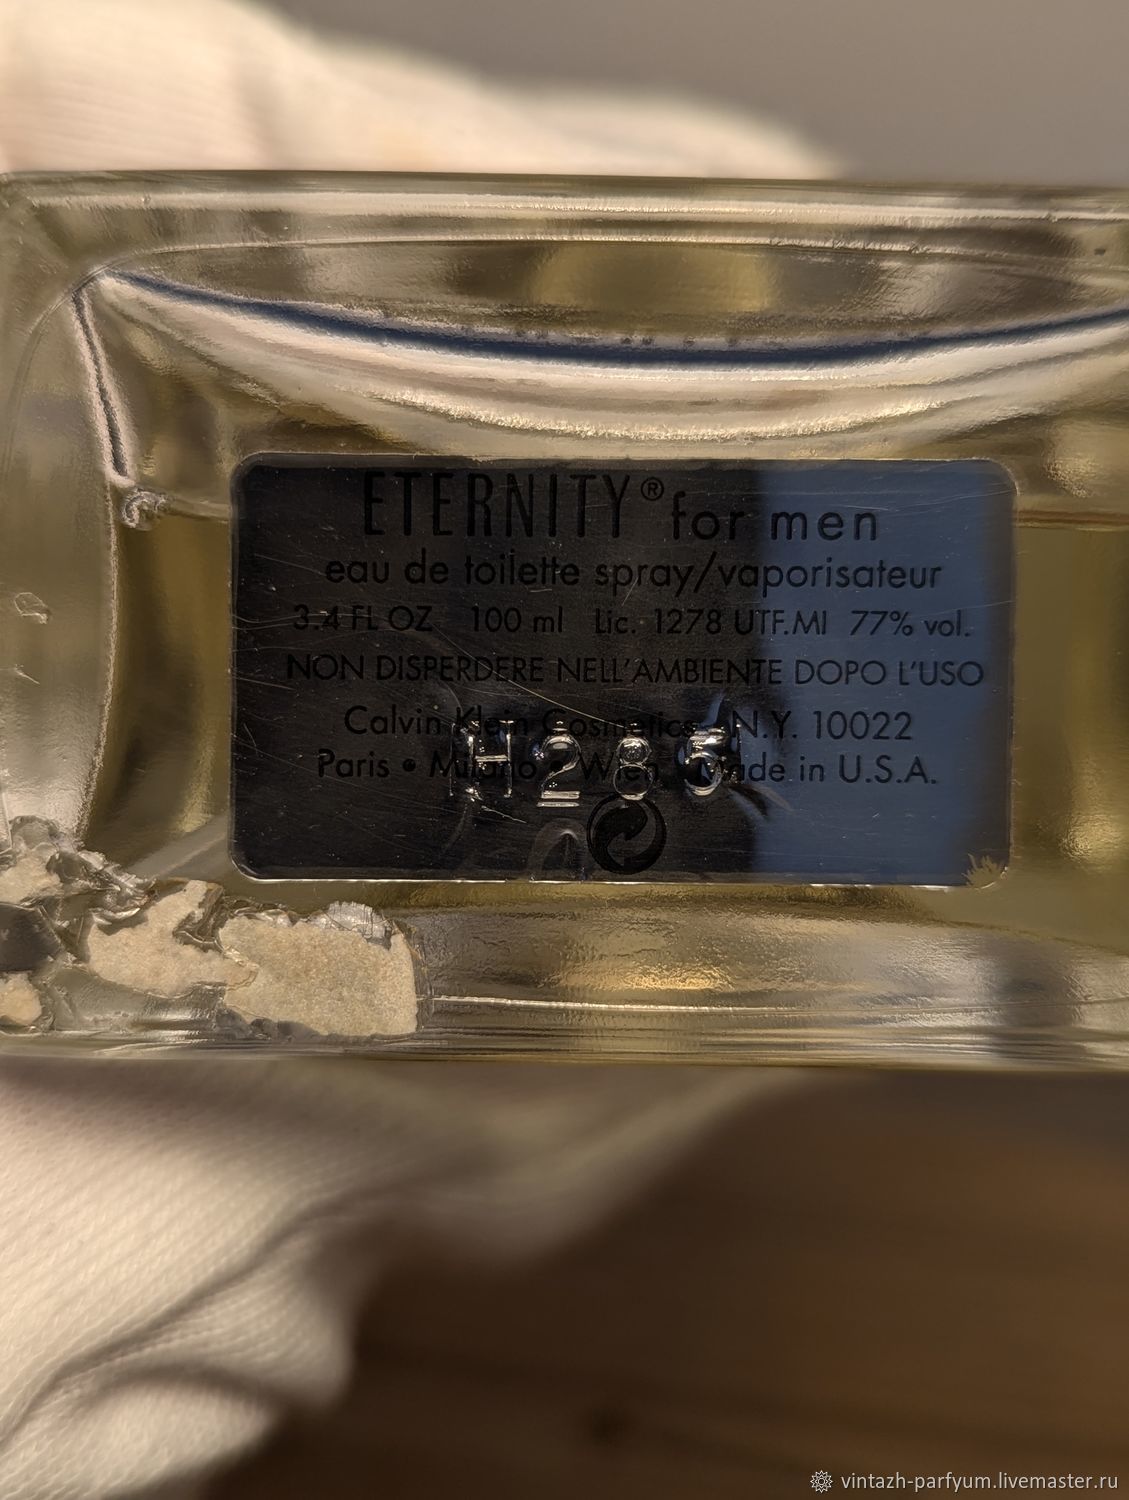 ETERNITY® for men
eau de toilette spray/vaporisateur
3.4 FL OZ 100 ml Lic. 1278 UTF.MI 77% vol.
NON DISPERDERE NELL'AMBIENTE DOPO L'USO
Calvin Klein Cosmetics N.Y. 10022
Paris • Milano • Wien • Made in U.S.A.
H285
vintazh-parfyum.livemaster.ru